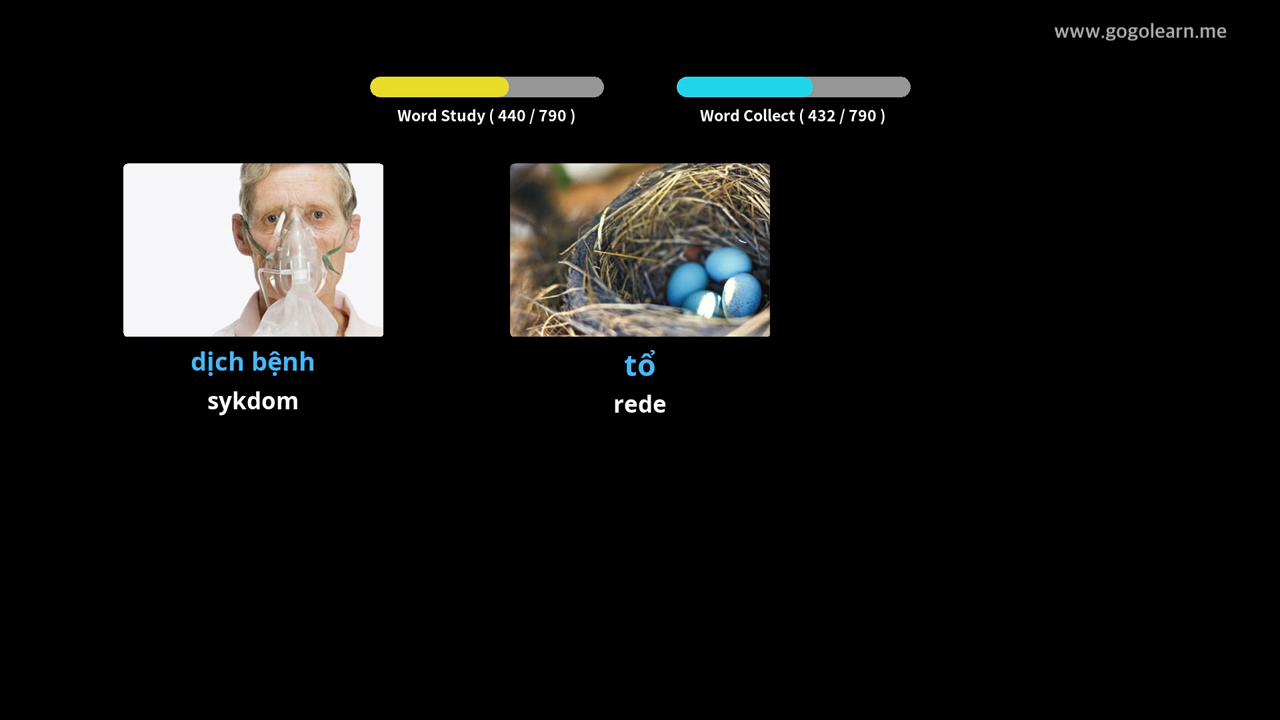 www.gogolearn.me
Word Study ( 440 / 790 )
Word Collect ( 432 / 790 )
dịch bệnh
sykdom
tổ
rede